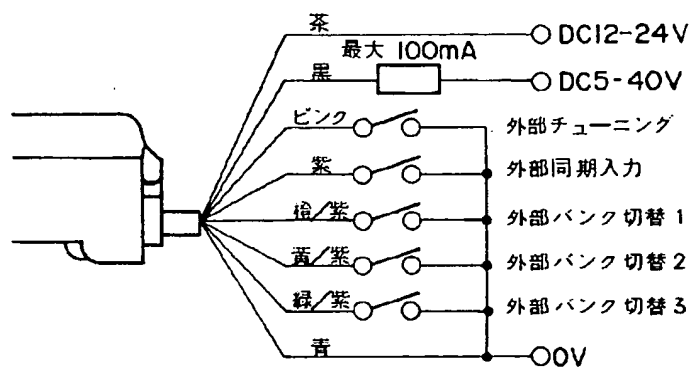 茶 DC12-24V
最大 100mA
黒 DC5-40V
ピンク 外部チューニング
紫 外部同期入力
橙/紫 外部バンク切替 1
黄/紫 外部バンク切替 2
緑/紫 外部バンク切替 3
青 0V